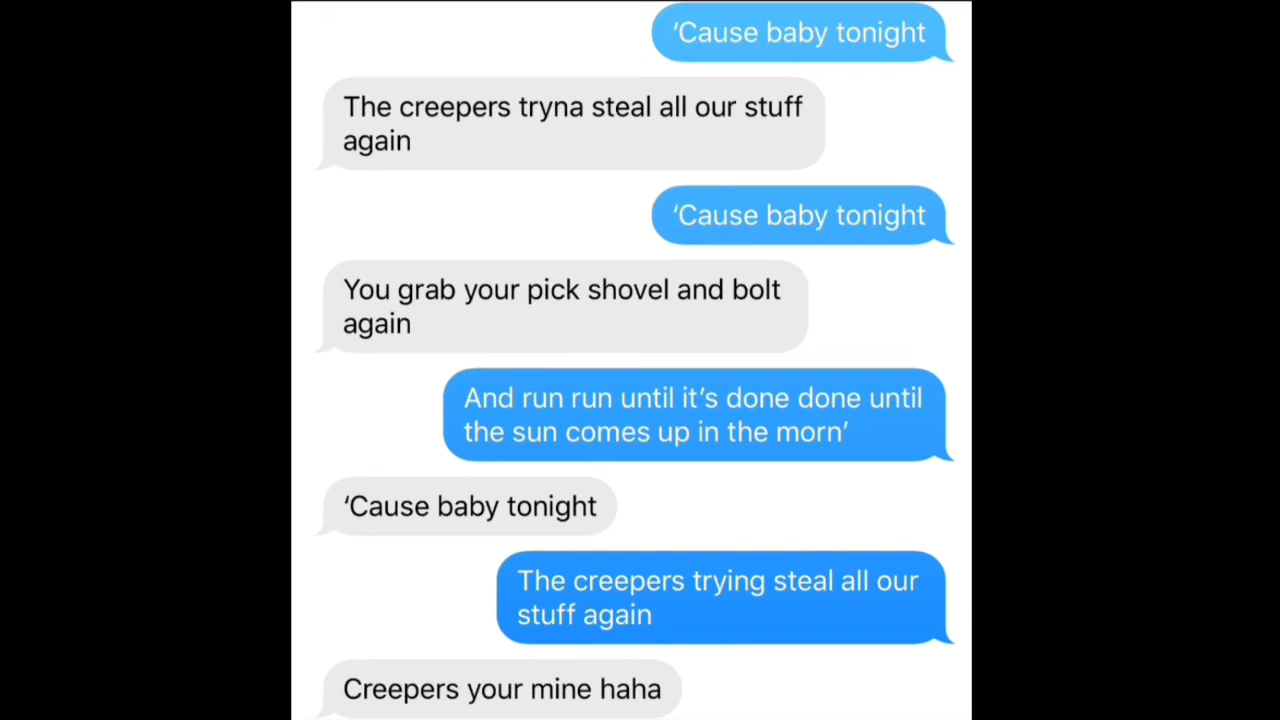 ‘Cause baby tonight
The creepers tryna steal all our stuff
again
‘Cause baby tonight
You grab your pick shovel and bolt
again
And run run until it’s done done until
the sun comes up in the morn’
‘Cause baby tonight
The creepers trying steal all our
stuff again
Creepers your mine haha